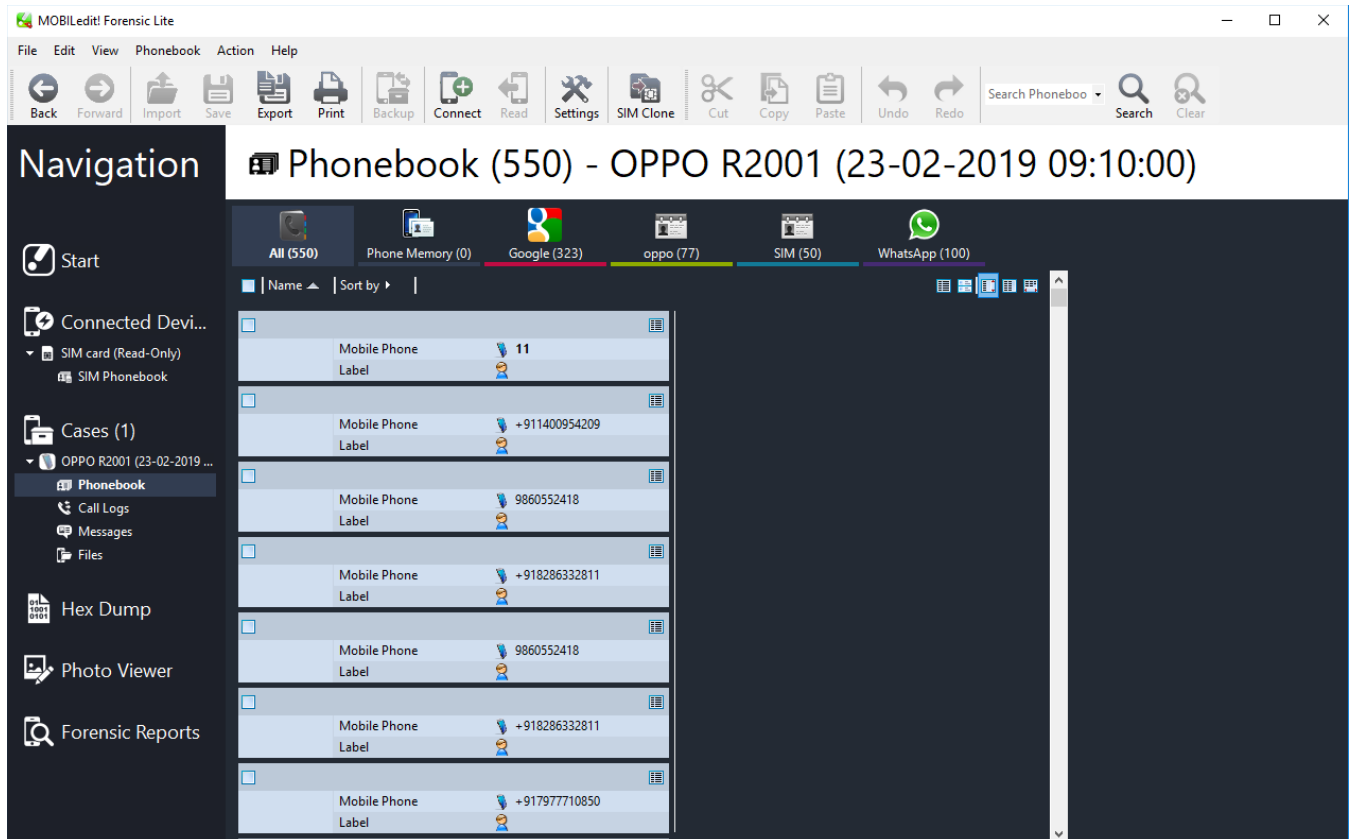 MOBILedit! Forensic Lite
File Edit View Phonebook Action Help
Back Forward Import Save Export Print Backup Connect Read Settings SIM Clone Cut Copy Paste Undo Redo Search Phoneboo Search Clear
Navigation
Phonebook (550) - OPPO R2001 (23-02-2019 09:10:00)
Start
Connected Devi...
SIM card (Read-Only)
SIM Phonebook
Cases (1)
OPPO R2001 (23-02-2019 ...
Phonebook
Call Logs
Messages
Files
Hex Dump
Photo Viewer
Forensic Reports
All (550) Phone Memory (0) Google (323) oppo (77) SIM (50) WhatsApp (100)
Name Sort by
Mobile Phone 11
Label
Mobile Phone +911400954209
Label
Mobile Phone 9860552418
Label
Mobile Phone +918286332811
Label
Mobile Phone 9860552418
Label
Mobile Phone +918286332811
Label
Mobile Phone +917977710850
Label